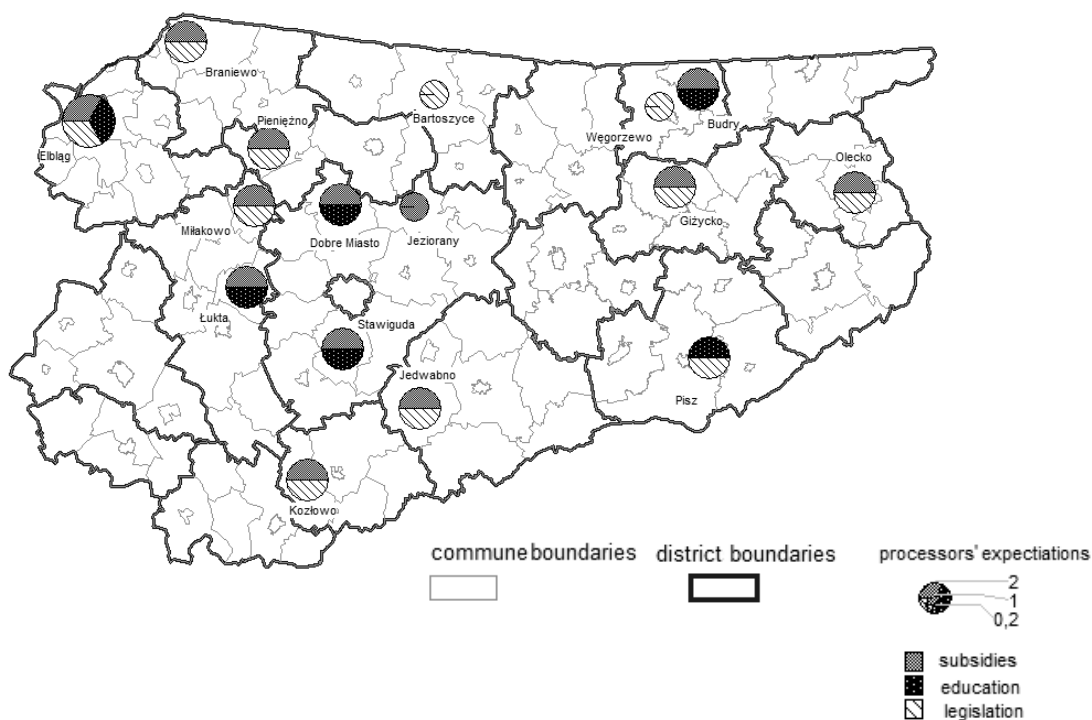 Braniewo
Bartoszyce
Pieniężno
Elbląg
Węgorzewo
Budry
Olecko
Miłakowo
Dobre Miasto
Jeziorany
Giżycko
Łukta
Stawiguda
Jedwabno
Pisz
Kozłowo
commune boundaries
district boundaries
processors' expectiations
2
1
0,2
subsidies
education
legislation